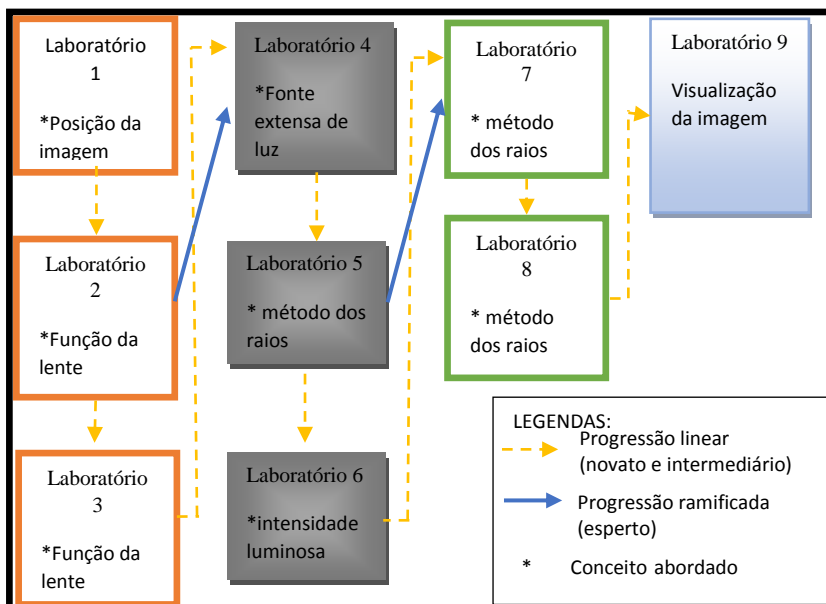 Laboratório
1
*Posição da
imagem
Laboratório
2
*Função da
lente
Laboratório
3
*Função da
lente
Laboratório 4
*Fonte
extensa de
luz
Laboratório 5
* método dos
raios
Laboratório 6
*intensidade
luminosa
Laboratório
7
* método
dos raios
Laboratório
8
* método
dos raios
Laboratório 9
Visualização
da imagem
LEGENDAS:
Progressão linear
(novato e intermediário)
Progressão ramificada
(esperto)
* Conceito abordado